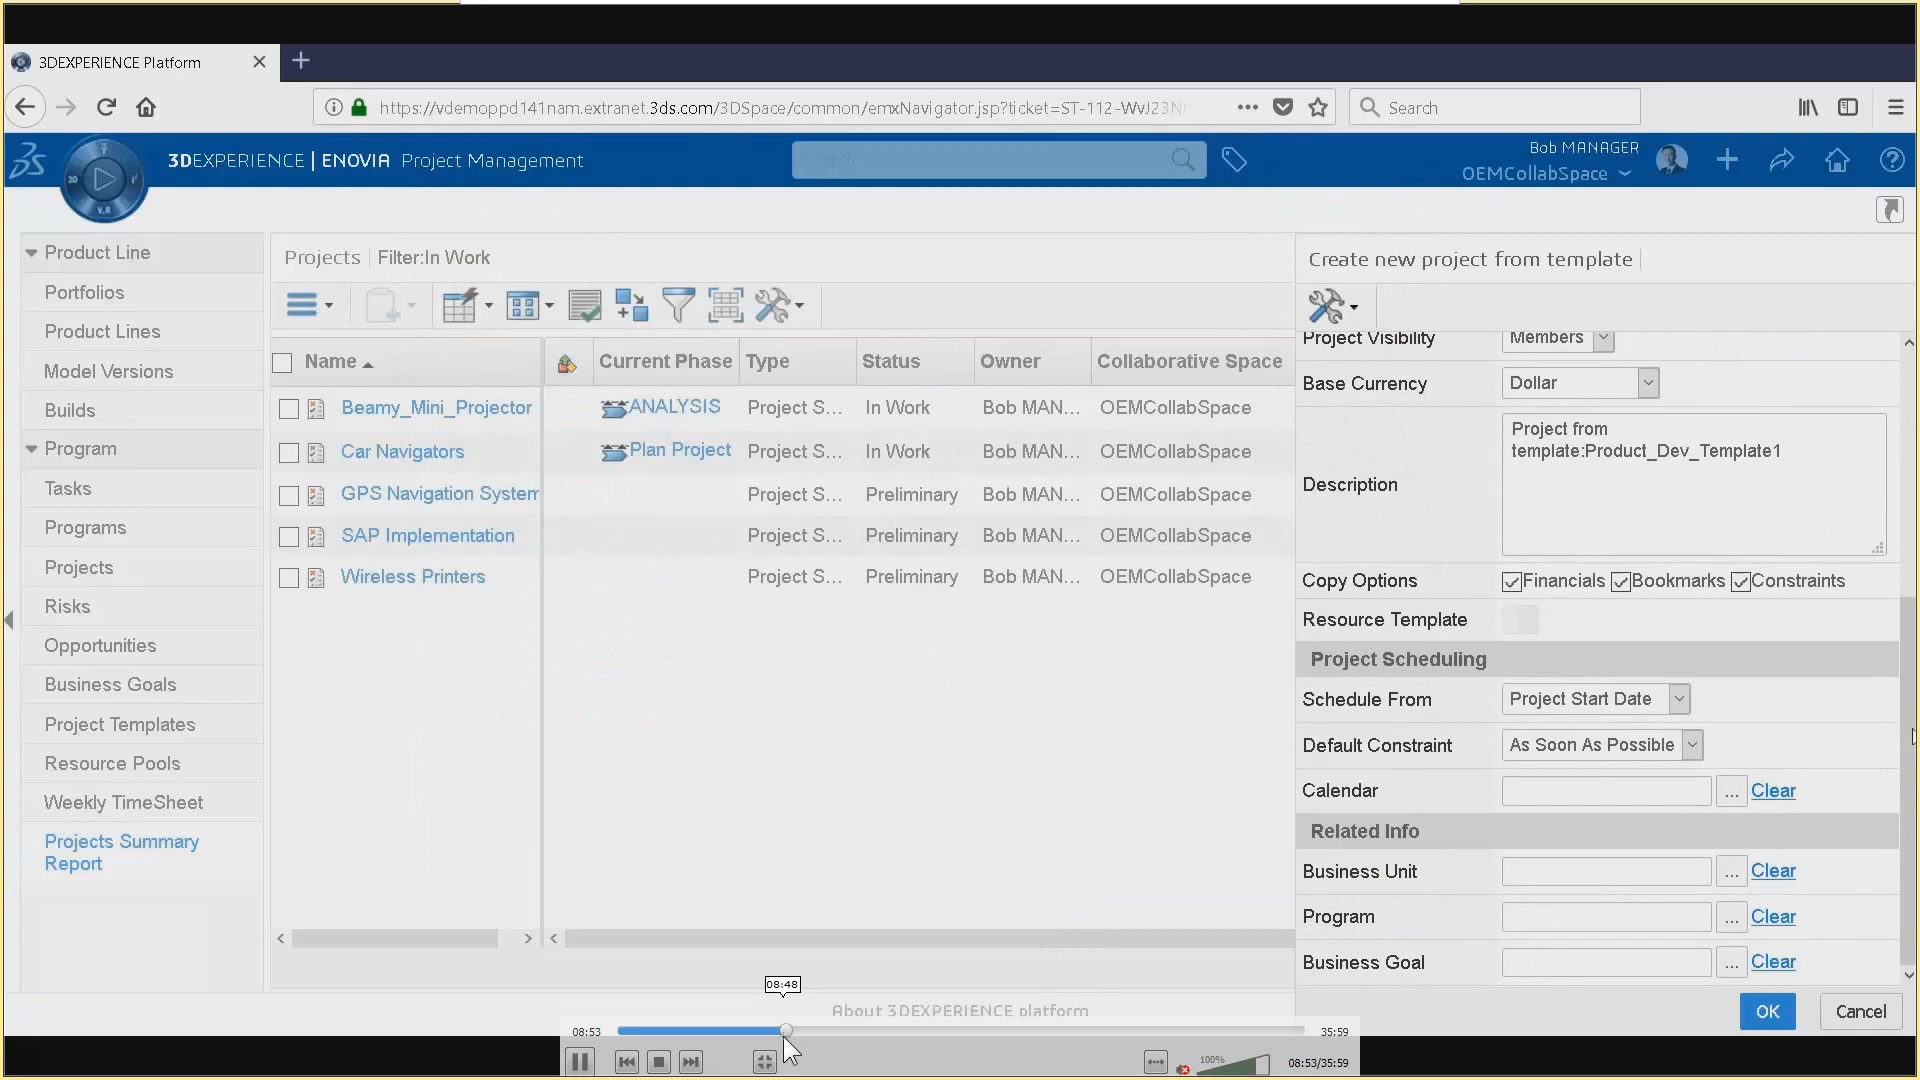 3DEXPERIENCE Platform
https://vdemoppd141nam.extranet.3ds.com/3DSpace/common/emxNavigator.jsp?ticket=ST-112-WvJ23N
Search
3DEXPERIENCE | ENOVIA Project Management
Search
Bob MANAGER
OEMCollabSpace
3D
V.R
Product Line
Portfolios
Product Lines
Model Versions
Builds
Program
Tasks
Programs
Projects
Risks
Opportunities
Business Goals
Project Templates
Resource Pools
Weekly TimeSheet
Projects Summary
Report
Projects Filter:In Work
Name Current Phase Type Status Owner Collaborative Space
Beamy_Mini_Projector ANALYSIS Project S... In Work Bob MAN... OEMCollabSpace
Car Navigators Plan Project Project S... In Work Bob MAN... OEMCollabSpace
GPS Navigation System Project S... Preliminary Bob MAN... OEMCollabSpace
SAP Implementation Project S... Preliminary Bob MAN... OEMCollabSpace
Wireless Printers Project S... Preliminary Bob MAN... OEMCollabSpace
Create new project from template
Project Visibility Members
Base Currency Dollar
Description
Project from
template:Product_Dev_Template1
Copy Options Financials Bookmarks Constraints
Resource Template
Project Scheduling
Schedule From Project Start Date
Default Constraint As Soon As Possible
Calendar ... Clear
Related Info
Business Unit ... Clear
Program ... Clear
Business Goal ... Clear
OK Cancel
About 3DEXPERIENCE platform
08:48
08:53 35:59
100% 08:53/35:59